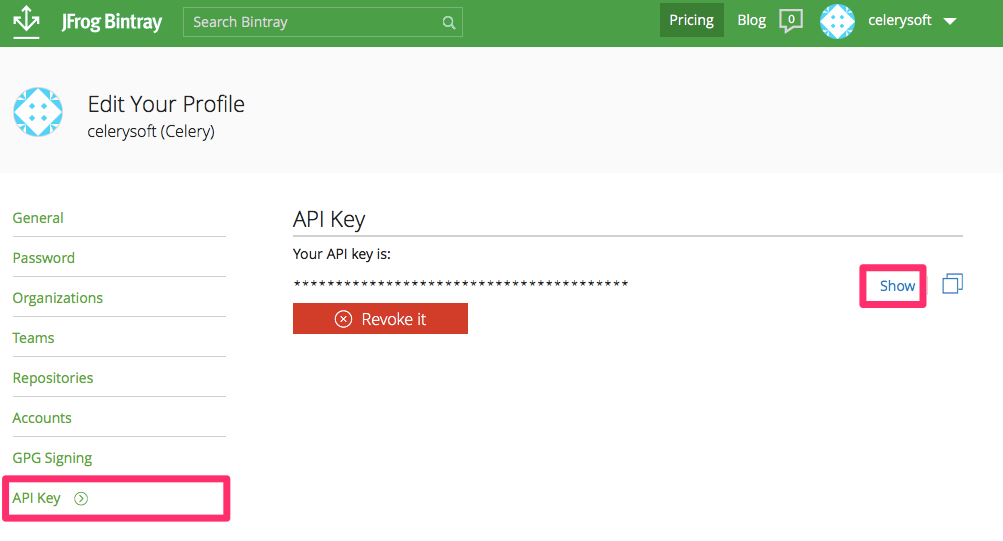 JFrog Bintray
Search Bintray
Pricing
Blog
0
celerysoft
Edit Your Profile
celerysoft (Celery)
General
Password
Organizations
Teams
Repositories
Accounts
GPG Signing
API Key
API Key
Your API key is:
****************************************
Show
Revoke it